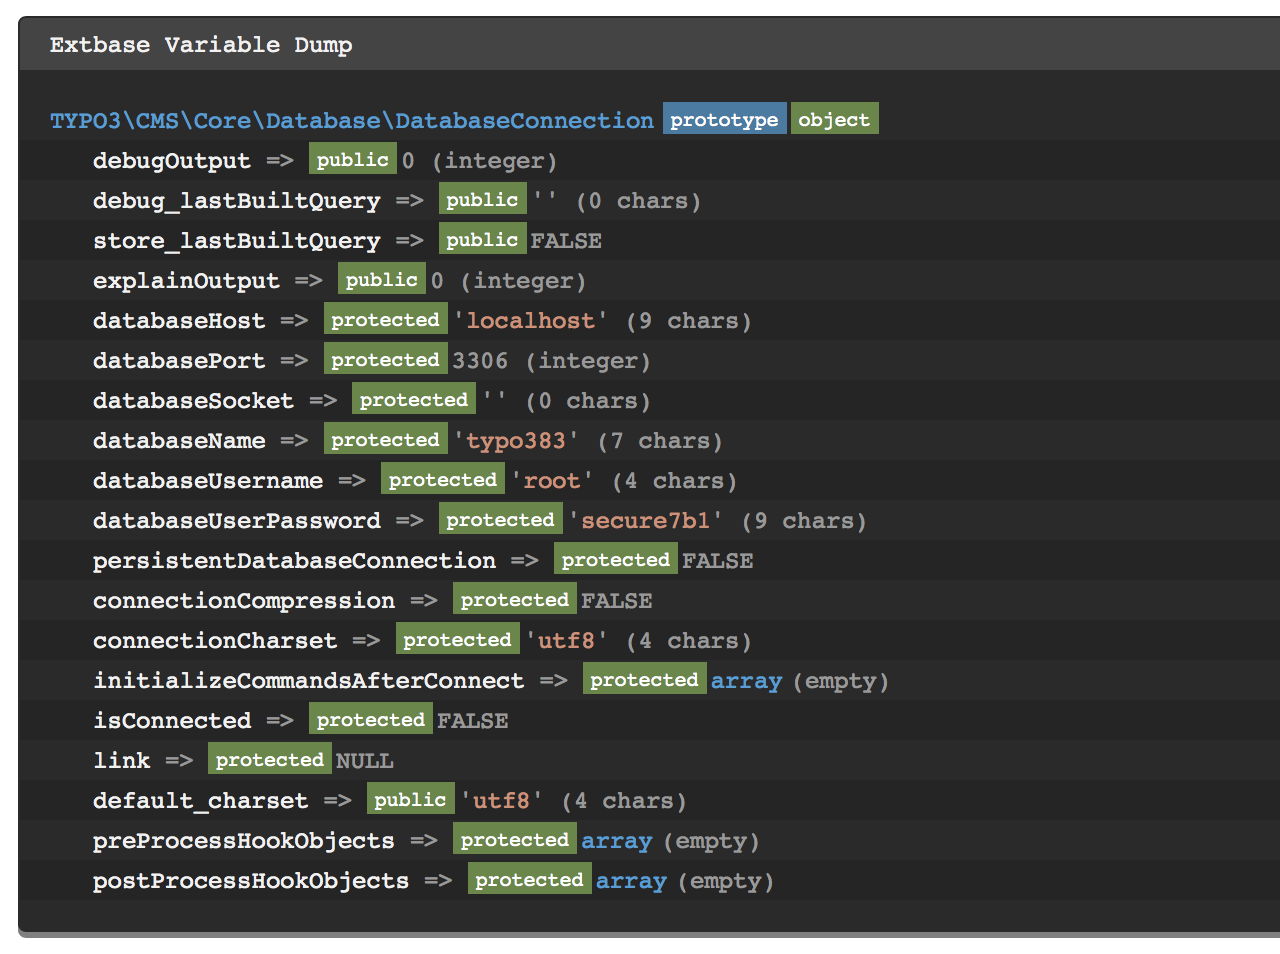 Extbase Variable Dump
TYPO3\CMS\Core\Database\DatabaseConnection prototype object
debugOutput => public 0 (integer)
debug_lastBuiltQuery => public '' (0 chars)
store_lastBuiltQuery => public FALSE
explainOutput => public 0 (integer)
databaseHost => protected 'localhost' (9 chars)
databasePort => protected 3306 (integer)
databaseSocket => protected '' (0 chars)
databaseName => protected 'typo383' (7 chars)
databaseUsername => protected 'root' (4 chars)
databaseUserPassword => protected 'secure7b1' (9 chars)
persistentDatabaseConnection => protected FALSE
connectionCompression => protected FALSE
connectionCharset => protected 'utf8' (4 chars)
initializeCommandsAfterConnect => protected array (empty)
isConnected => protected FALSE
link => protected NULL
default_charset => public 'utf8' (4 chars)
preProcessHookObjects => protected array (empty)
postProcessHookObjects => protected array (empty)